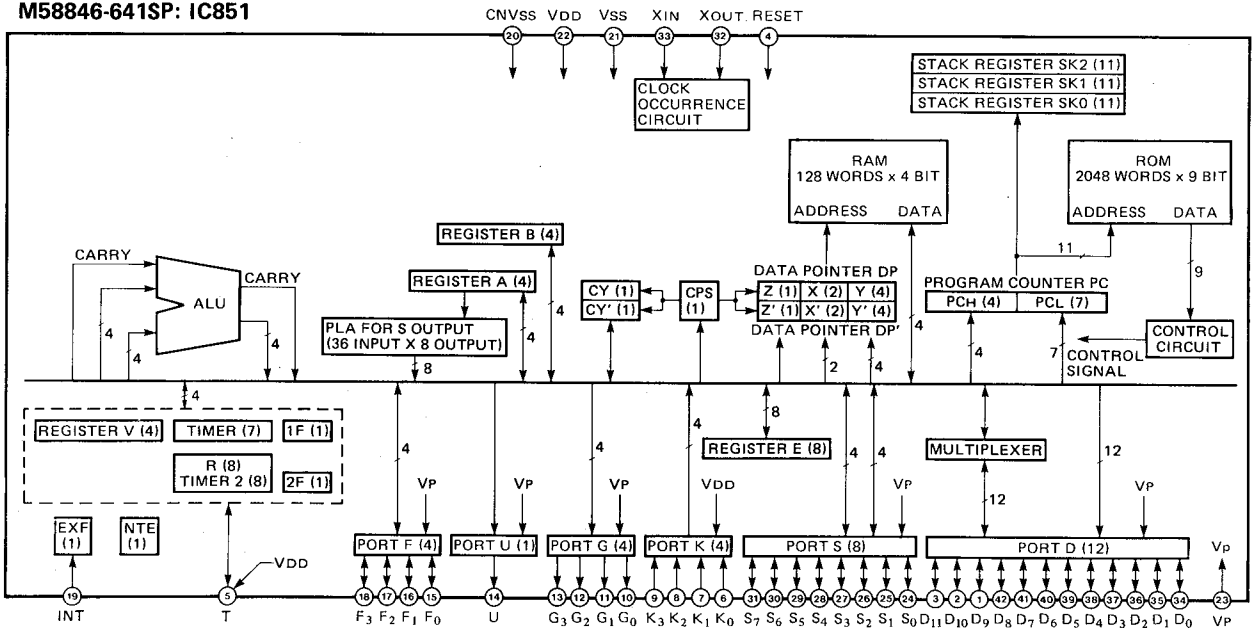 M58846-641SP: IC851
CNVSS VDD VSS XIN XOUT RESET
20 22 21 33 32 4
CLOCK
OCCURRENCE
CIRCUIT
STACK REGISTER SK2 (11)
STACK REGISTER SK1 (11)
STACK REGISTER SK0 (11)
RAM
128 WORDS x 4 BIT
ADDRESS DATA
ROM
2048 WORDS x 9 BIT
ADDRESS DATA
11
9
CARRY
ALU
CARRY
4
4
4
REGISTER B (4)
REGISTER A (4)
4
4
PLA FOR S OUTPUT
(36 INPUT X 8 OUTPUT)
8
CY (1)
CY' (1)
CPS
(1)
DATA POINTER DP
Z (1) X (2) Y (4)
Z' (1) X' (2) Y' (4)
DATA POINTER DP'
2
4
4
PROGRAM COUNTER PC
PCH (4) PCL (7)
4
7
CONTROL
SIGNAL
CONTROL
CIRCUIT
4
REGISTER V (4) TIMER (7) 1F (1)
R (8)
TIMER 2 (8)
2F (1)
EXF
(1)
NTE
(1)
VDD
4
VP
PORT F (4)
VP
PORT U (1)
4
VP
PORT G (4)
4
VDD
PORT K (4)
8
REGISTER E (8)
4
4
VP
PORT S (8)
MULTIPLEXER
12
12
VP
PORT D (12)
VP
19 5 18 17 16 15 14 13 12 11 10 9 8 7 6 31 30 29 28 27 26 25 24 3 2 1 42 41 40 39 38 37 36 35 34 23
INT T F3 F2 F1 F0 U G3 G2 G1 G0 K3 K2 K1 K0 S7 S6 S5 S4 S3 S2 S1 S0 D11 D10 D9 D8 D7 D6 D5 D4 D3 D2 D1 D0 VP